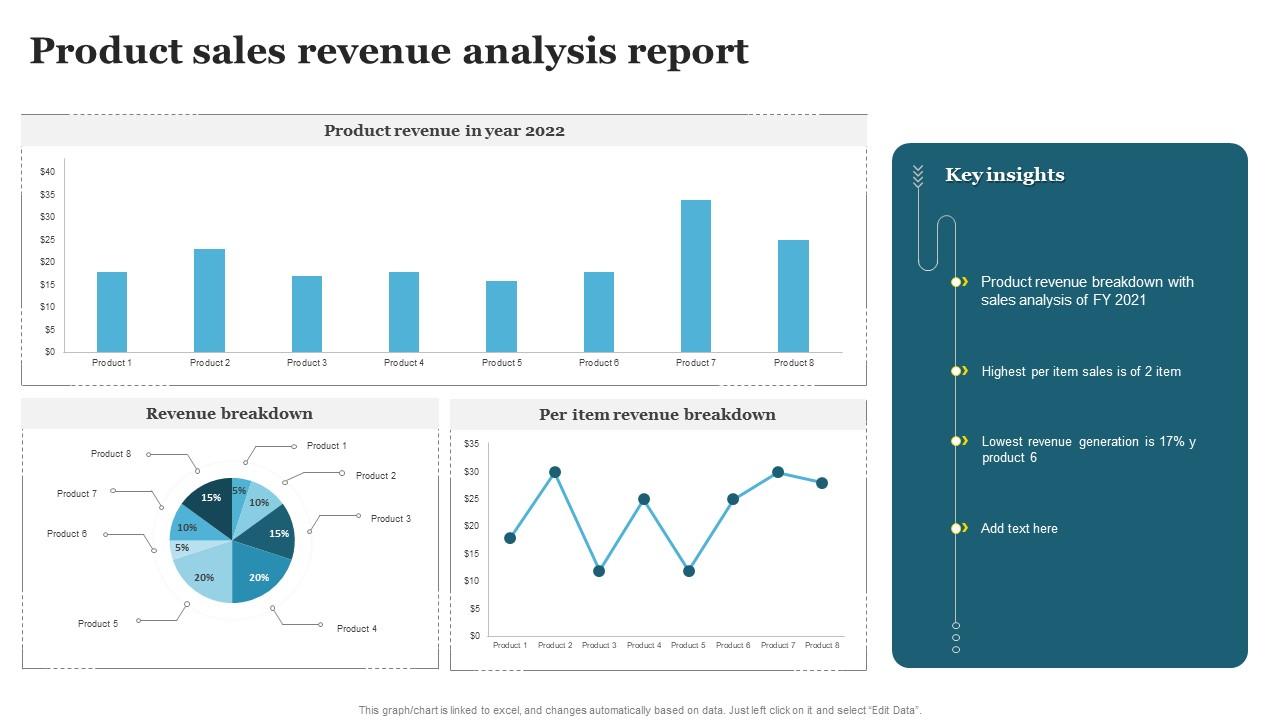 Product sales revenue analysis report
Product revenue in year 2022
$40
$35
$30
$25
$20
$15
$10
$5
$0
Product 1 Product 2 Product 3 Product 4 Product 5 Product 6 Product 7 Product 8
Revenue breakdown
Product 1
Product 8
Product 2
Product 7
Product 3
Product 6
Product 5
Product 4
5%
10%
15%
20%
20%
5%
10%
15%
Per item revenue breakdown
$35
$30
$25
$20
$15
$10
$5
$0
Product 1 Product 2 Product 3 Product 4 Product 5 Product 6 Product 7 Product 8
Key insights
Product revenue breakdown with
sales analysis of FY 2021
Highest per item sales is of 2 item
Lowest revenue generation is 17% y
product 6
Add text here
This graph/chart is linked to excel, and changes automatically based on data. Just left click on it and select “Edit Data”.